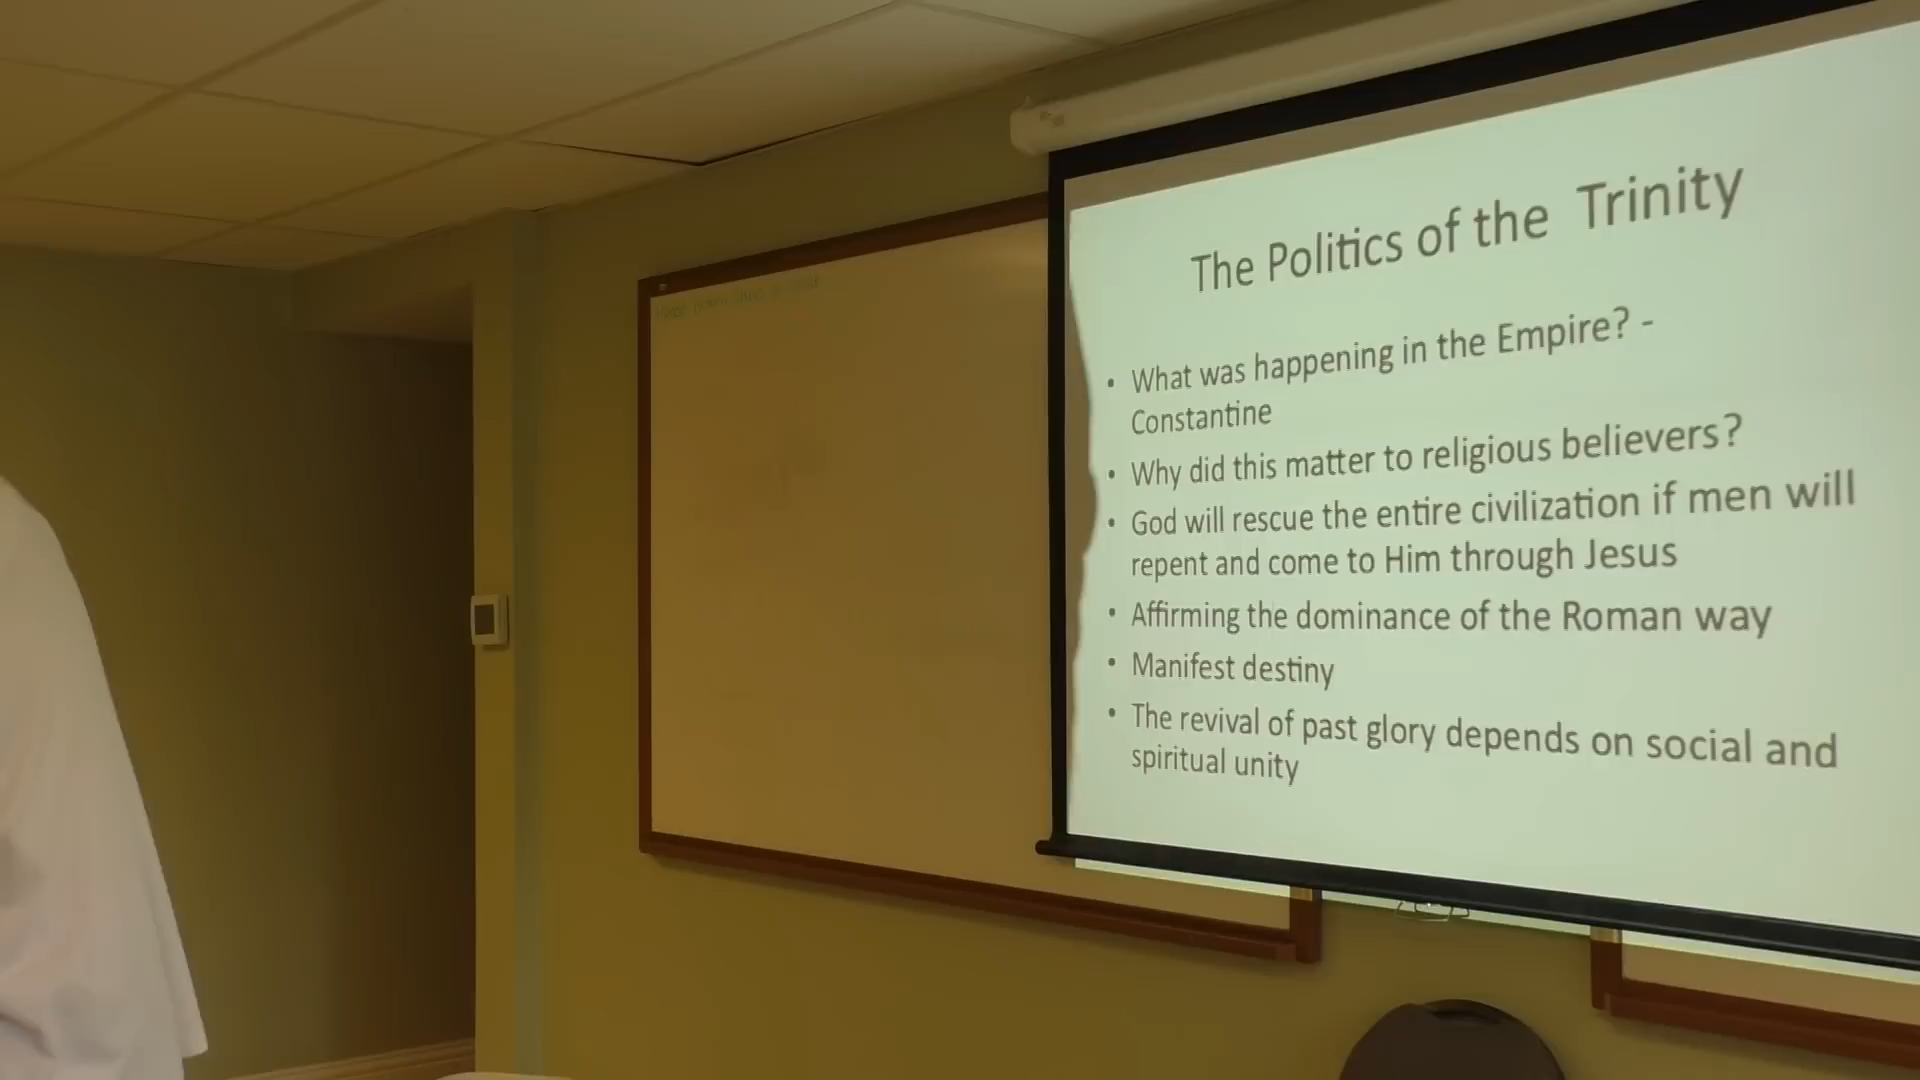 The Politics of the Trinity
• What was happening in the Empire? -
Constantine
• Why did this matter to religious believers?
• God will rescue the entire civilization if men will
repent and come to Him through Jesus
• Affirming the dominance of the Roman way
• Manifest destiny
• The revival of past glory depends on social and
spiritual unity